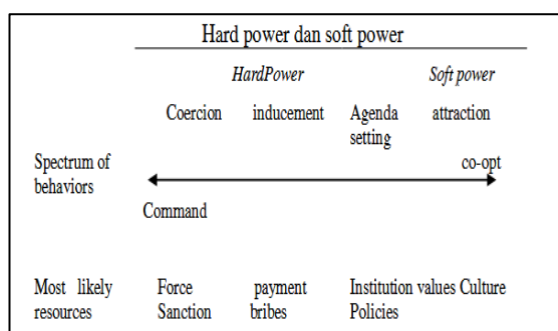 Hard power dan soft power
HardPower Soft power
Coercion inducement Agenda setting attraction
Spectrum of behaviors
co-opt
Command
Most likely resources
Force Sanction
payment bribes
Institution values Culture
Policies